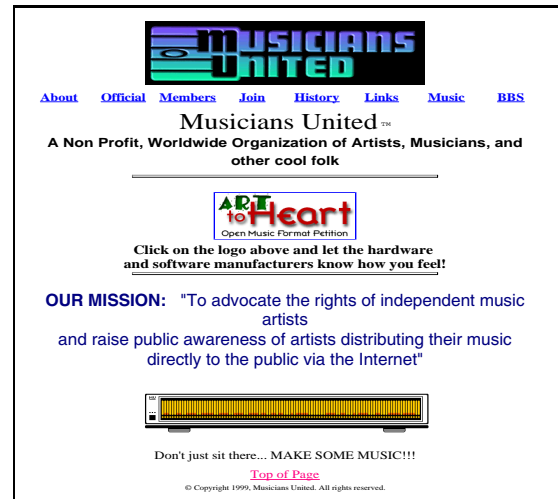 MUSICIANS
UNITED
About Official Members Join History Links Music BBS
Musicians United TM
A Non Profit, Worldwide Organization of Artists, Musicians, and
other cool folk
ART
to Heart
Open Music Format Petition
Click on the logo above and let the hardware
and software manufacturers know how you feel!
OUR MISSION: "To advocate the rights of independent music
artists
and raise public awareness of artists distributing their music
directly to the public via the Internet"
Don't just sit there... MAKE SOME MUSIC!!!
Top of Page
© Copyright 1999, Musicians United. All rights reserved.